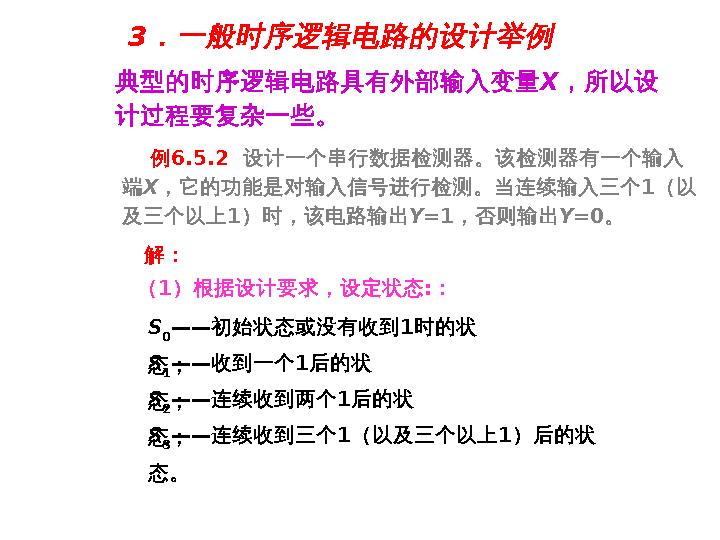 3．一般时序逻辑电路的设计举例
典型的时序逻辑电路具有外部输入变量X，所以设
计过程要复杂一些。
例6.5.2 设计一个串行数据检测器。该检测器有一个输入
端X，它的功能是对输入信号进行检测。当连续输入三个1（以
及三个以上1）时，该电路输出Y=1，否则输出Y=0。
解：
（1）根据设计要求，设定状态:：
S0——初始状态或没有收到1时的状
态；
S1——收到一个1后的状
态；
S2——连续收到两个1后的状
态；
S3——连续收到三个1（以及三个以上1）后的状
态。